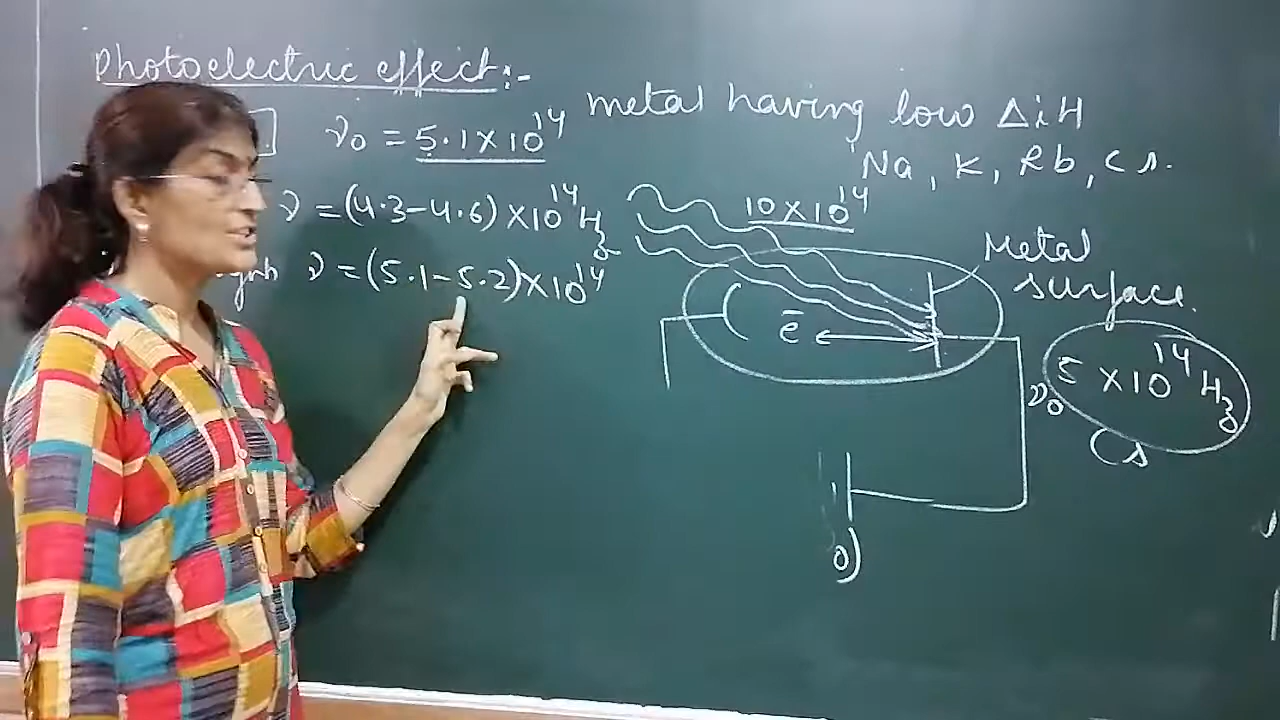 Photoelectric effect:-
ν₀ = 5.1×10¹⁴
ν = (4.3-4.6)×10¹⁴ Hz
ν = (5.1-5.2)×10¹⁴
metal having low ΔiH
Na, K, Rb, Cs.
10×10¹⁴
Metal
surface.
ē
ν₀ 5×10¹⁴ Hz
Cs